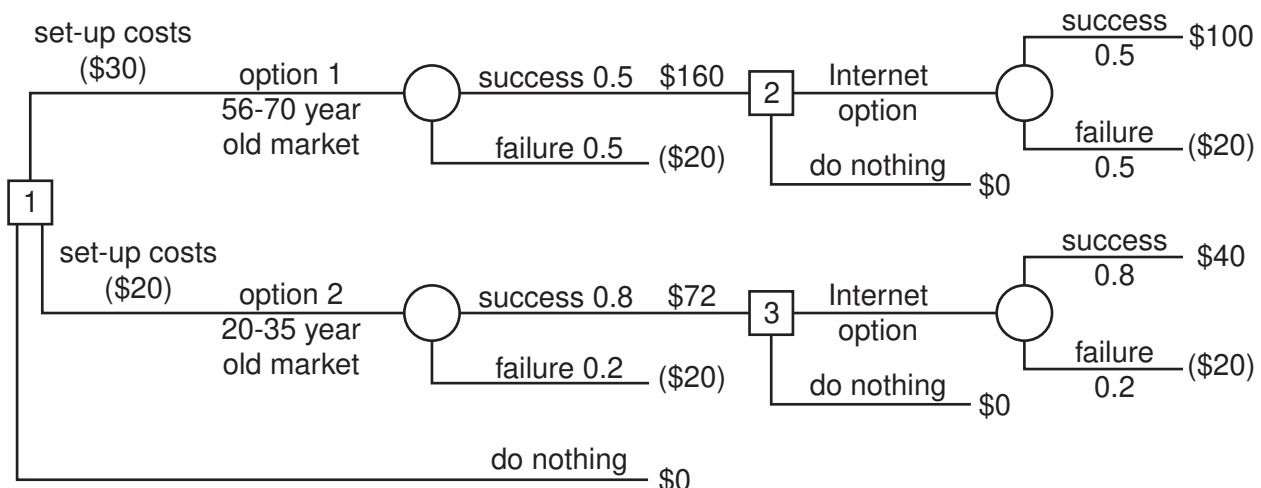 set-up costs
($30)
option 1
56-70 year
old market
success 0.5 $160
failure 0.5 ($20)
2
Internet
option
do nothing $0
success
0.5
$100
failure
0.5
($20)
1
set-up costs
($20)
option 2
20-35 year
old market
success 0.8 $72
failure 0.2 ($20)
3
Internet
option
do nothing $0
success
0.8
$40
failure
0.2
($20)
do nothing $0